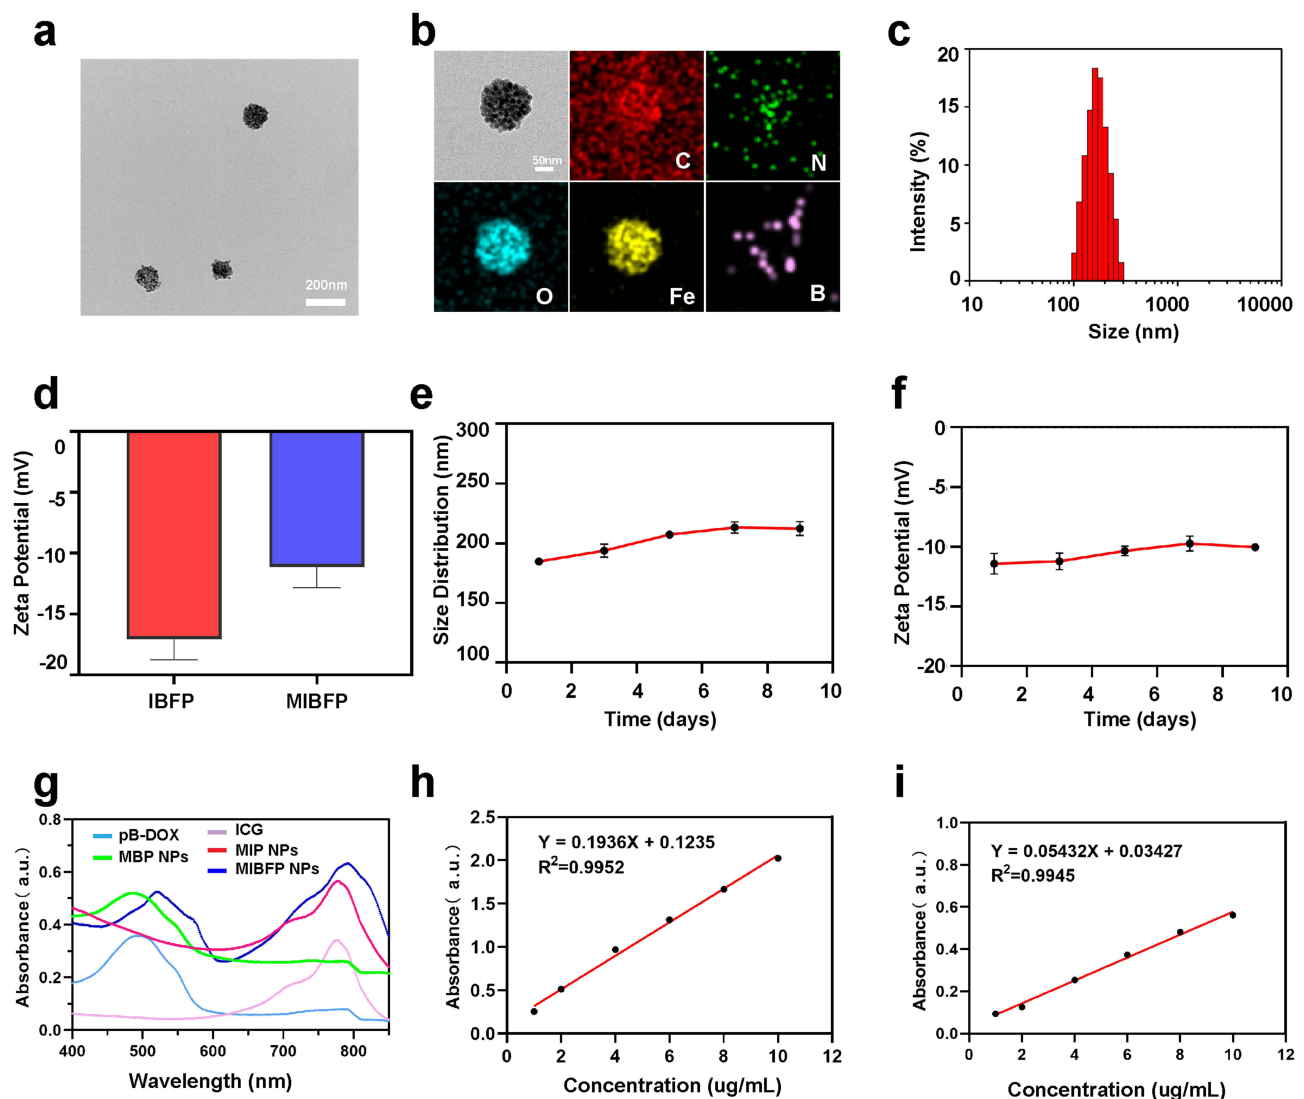 a
200nm
b
50nm
C
N
O
Fe
B
c
Intensity (%)
20
15
10
5
0
10
100
1000
10000
Size (nm)
d
Zeta Potential (mV)
0
-5
-10
-15
-20
IBFP
MIBFP
e
Size Distribution (nm)
300
250
200
150
100
0
2
4
6
8
10
Time (days)
f
Zeta Potential (mV)
0
-5
-10
-15
-20
0
2
4
6
8
10
Time (days)
g
Absorbance( a.u.)
0.8
0.6
0.4
0.2
0.0
pB-DOX
MBP NPs
ICG
MIP NPs
MIBFP NPs
400
500
600
700
800
Wavelength (nm)
h
Absorbance( a.u.)
2.5
2.0
1.5
1.0
0.5
0.0
Y = 0.1936X + 0.1235
R²=0.9952
0
2
4
6
8
10
12
Concentration (ug/mL)
i
Absorbance( a.u.)
1.0
0.8
0.6
0.4
0.2
0.0
Y = 0.05432X + 0.03427
R²=0.9945
0
2
4
6
8
10
12
Concentration (ug/mL)